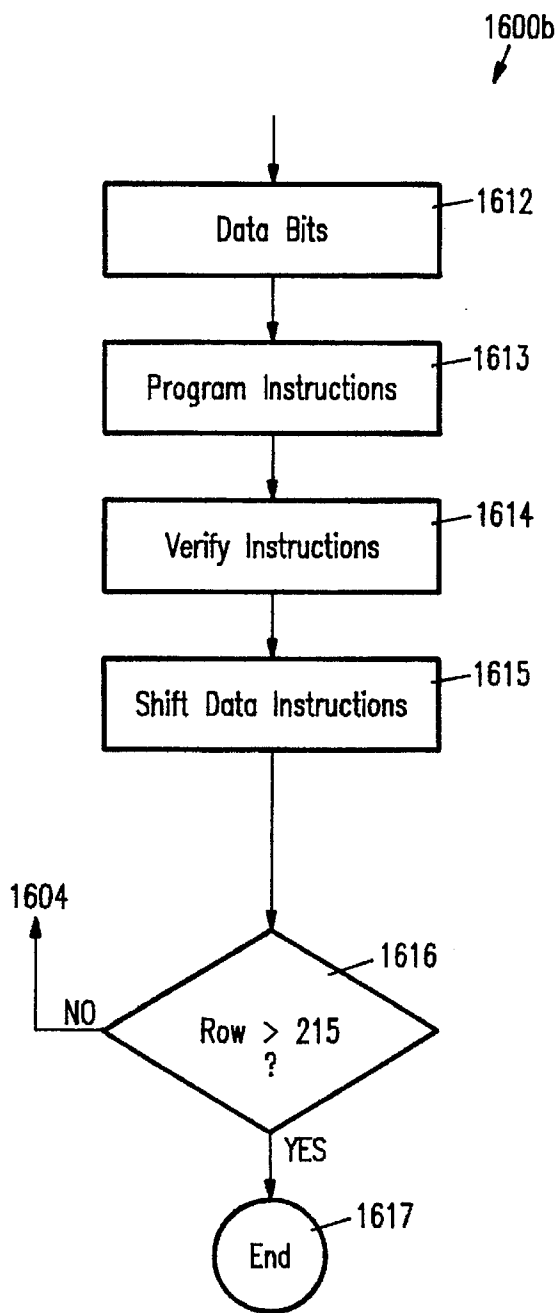 1600b
1612
Data Bits
1613
Program Instructions
1614
Verify Instructions
1615
Shift Data Instructions
1604
1616
NO
Row > 215
?
YES
1617
End